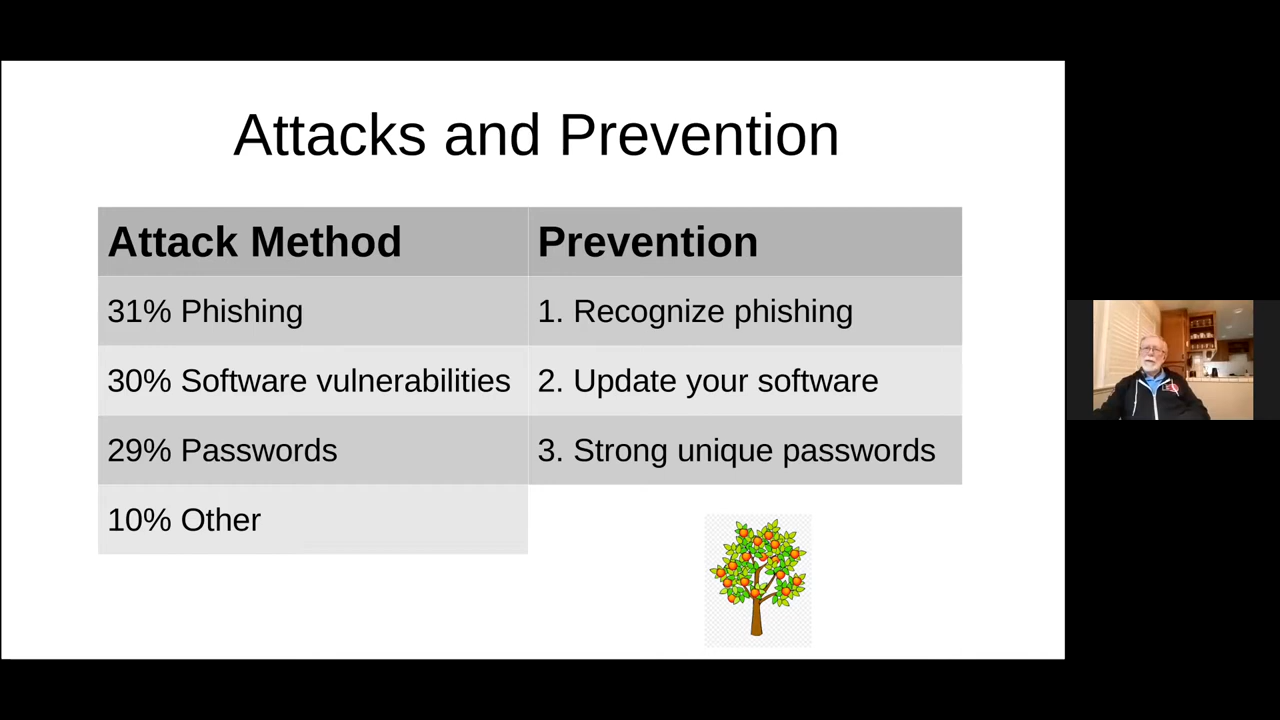 Attacks and Prevention
Attack Method Prevention
31% Phishing 1. Recognize phishing
30% Software vulnerabilities 2. Update your software
29% Passwords 3. Strong unique passwords
10% Other